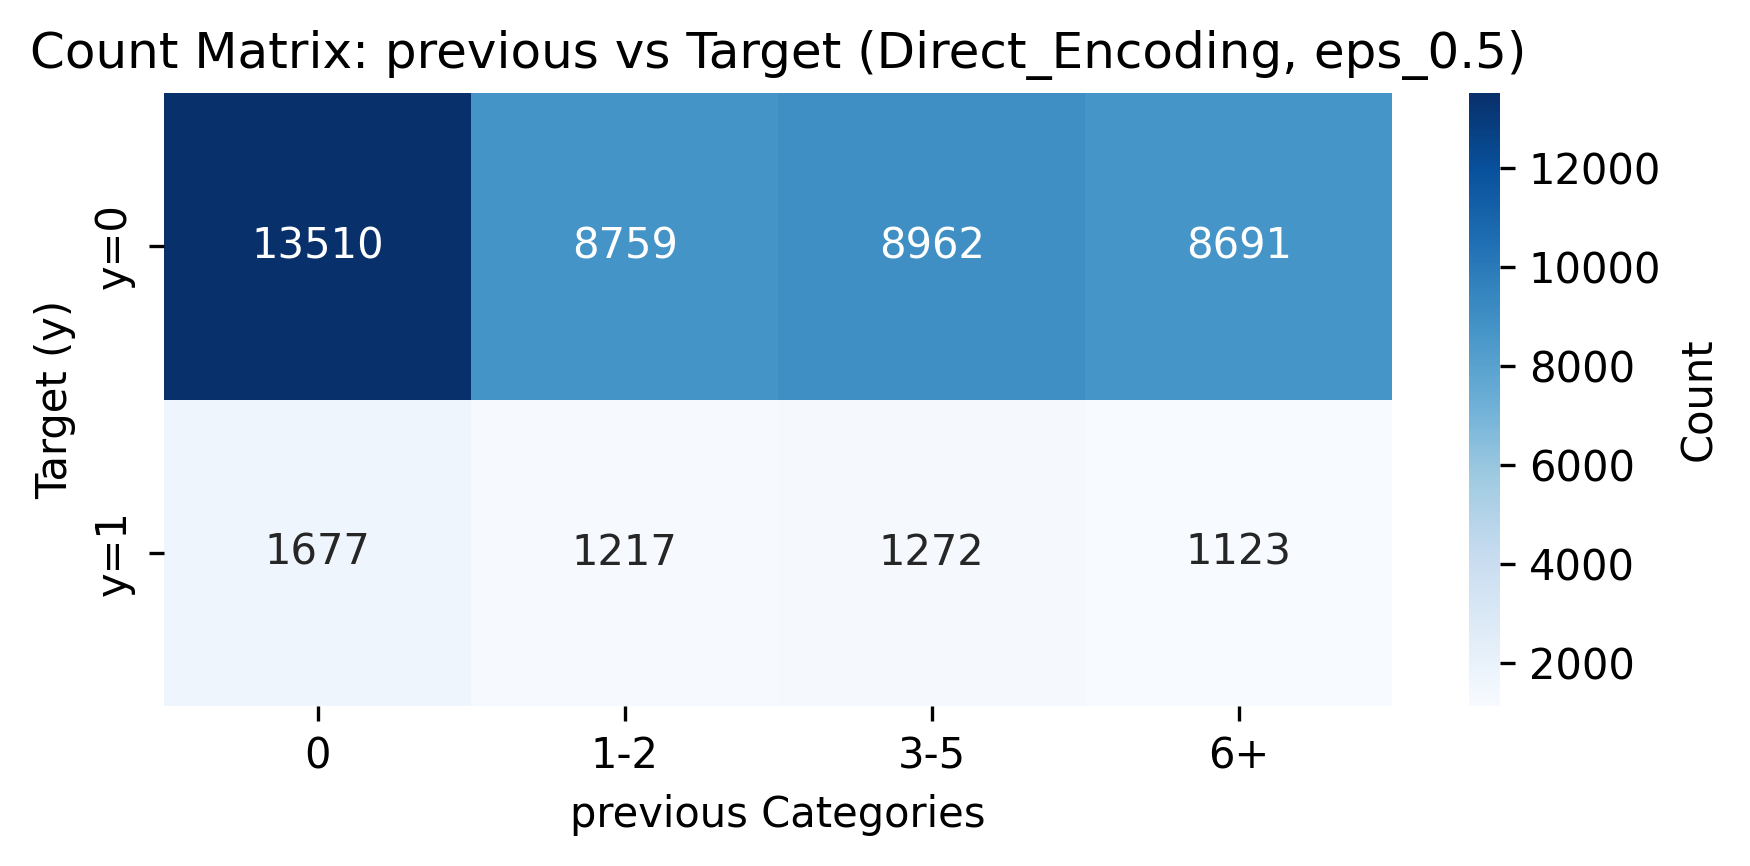 Count Matrix: previous vs Target (Direct_Encoding, eps_0.5)
Target (y)
y=0
13510 8759 8962 8691
y=1
1677 1217 1272 1123
0 1-2 3-5 6+
previous Categories
12000
10000
8000
6000
4000
2000
Count